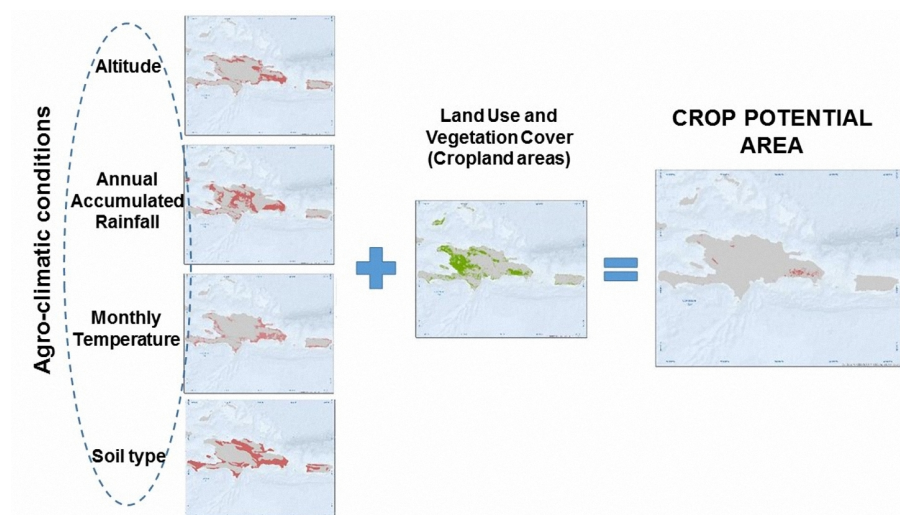 Agro-climatic conditions
Altitude
Annual
Accumulated
Rainfall
Monthly
Temperature
Soil type
Land Use and
Vegetation Cover
(Cropland areas)
CROP POTENTIAL
AREA